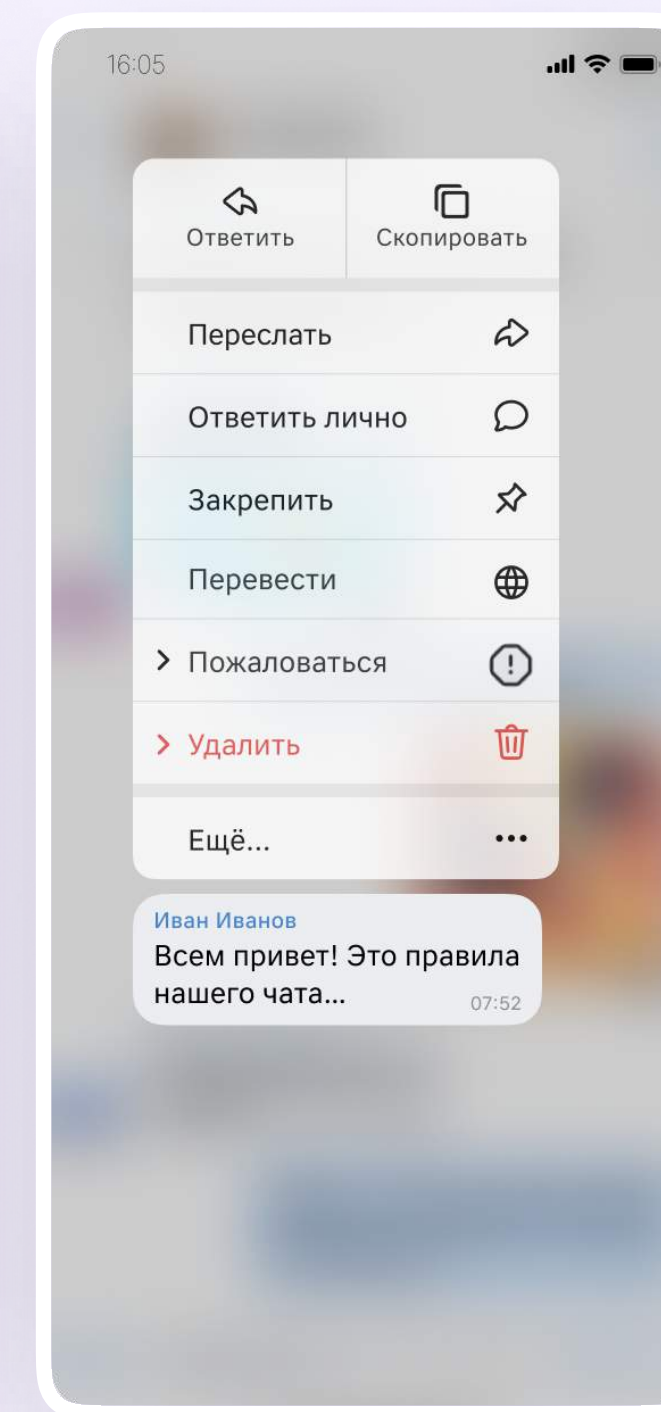 16:05
Ответить
Скопировать
Переслать
Ответить лично
Закрепить
Перевести
Пожаловаться
Удалить
Ещё...
Иван Иванов
Всем привет! Это правила
нашего чата...
07:52